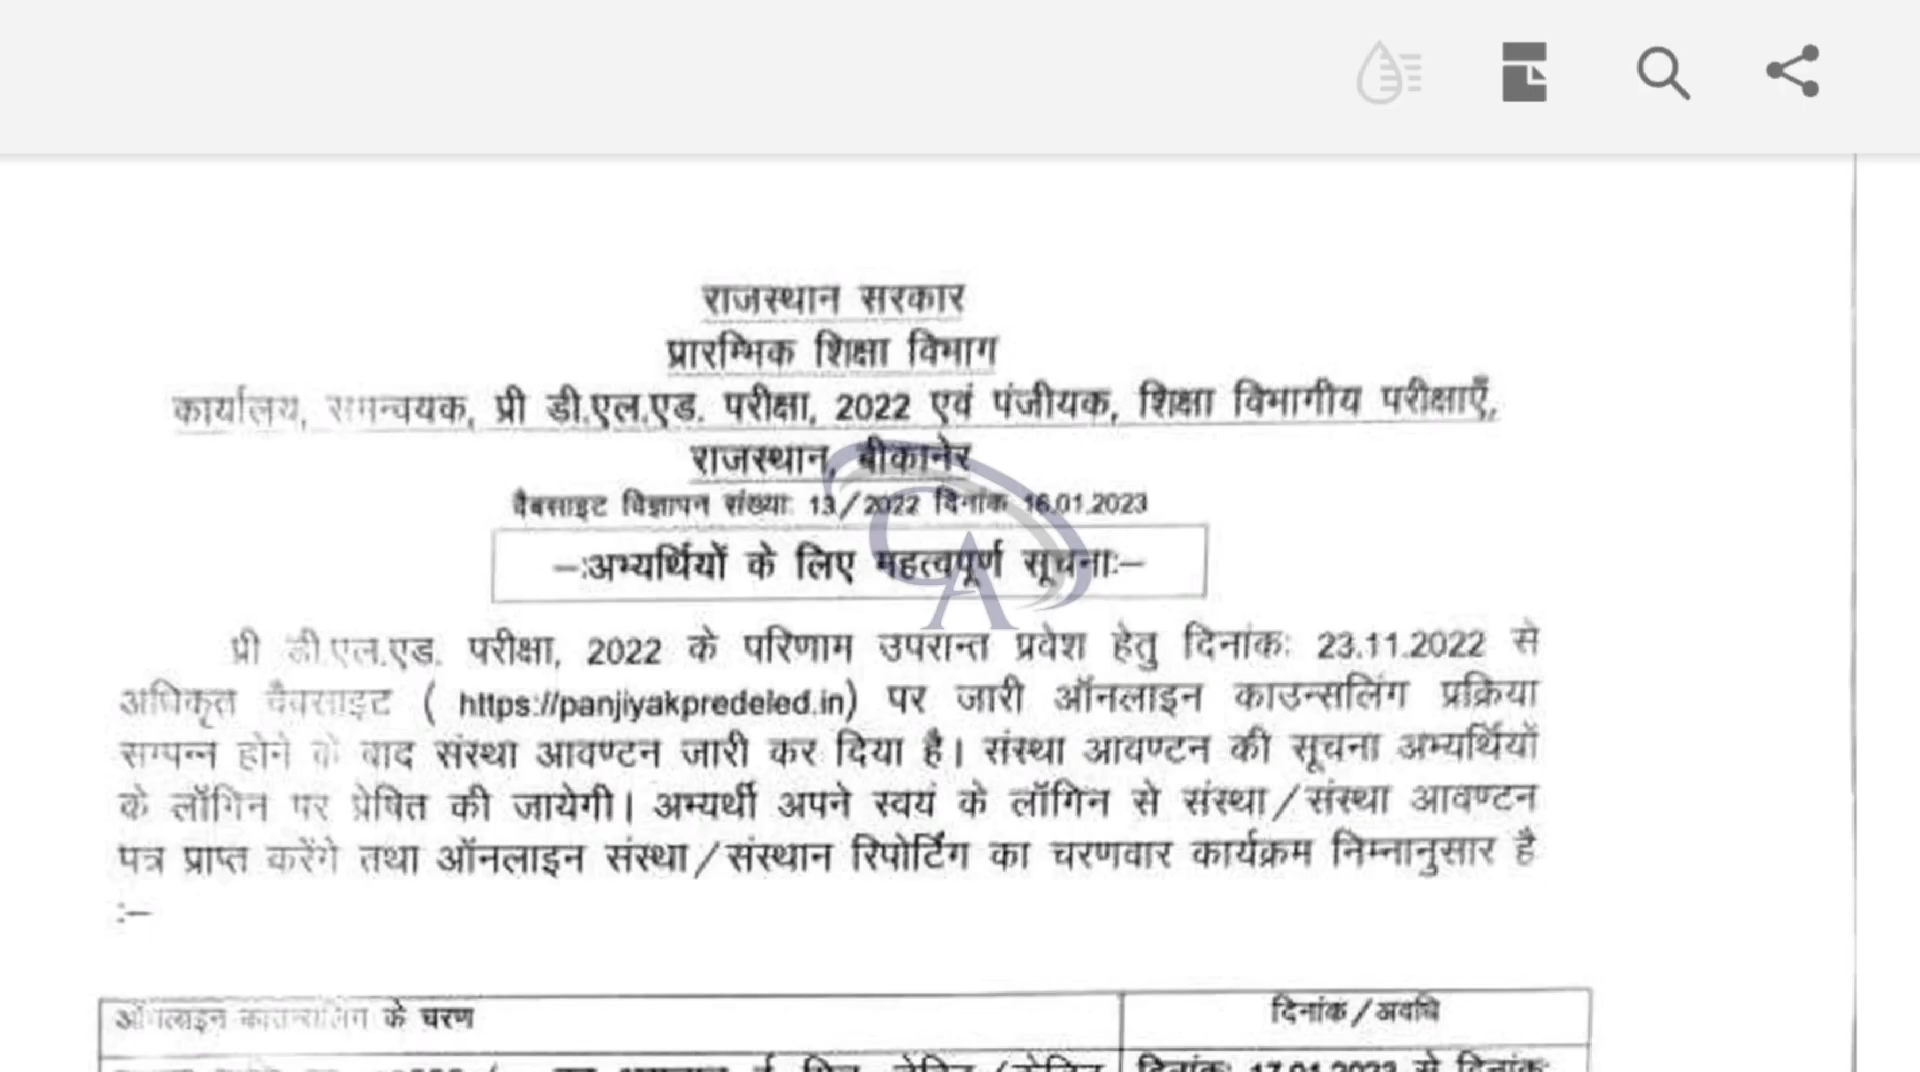 राजस्थान सरकार
प्रारम्भिक शिक्षा विभाग
कार्यालय, समन्वयक, प्री डी.एल.एड. परीक्षा, 2022 एवं पंजीयक, शिक्षा विभागीय परीक्षाएँ,
राजस्थान, बीकानेर
वैबसाइट विज्ञापन संख्या: 13/2022 दिनांक 16.01.2023
–:अभ्यर्थियों के लिए महत्वपूर्ण सूचना:–
CA
प्री डी.एल.एड. परीक्षा, 2022 के परिणाम उपरान्त प्रवेश हेतु दिनांक: 23.11.2022 से
अधिकृत वैबसाइट ( https://panjiyakpredeled.in) पर जारी ऑनलाइन काउन्सलिंग प्रक्रिया
सम्पन्न होने के बाद संस्था आवण्टन जारी कर दिया है। संस्था आवण्टन की सूचना अभ्यर्थियों
के लॉगिन पर प्रेषित की जायेगी। अभ्यर्थी अपने स्वयं के लॉगिन से संस्था/संस्था आवण्टन
पत्र प्राप्त करेंगे तथा ऑनलाइन संस्था/संस्थान रिपोर्टिंग का चरणवार कार्यक्रम निम्नानुसार है
:–
ऑनलाइन काउन्सलिंग के चरण
दिनांक/अवधि
दिनांक: 17.01.2023 से दिनांक: